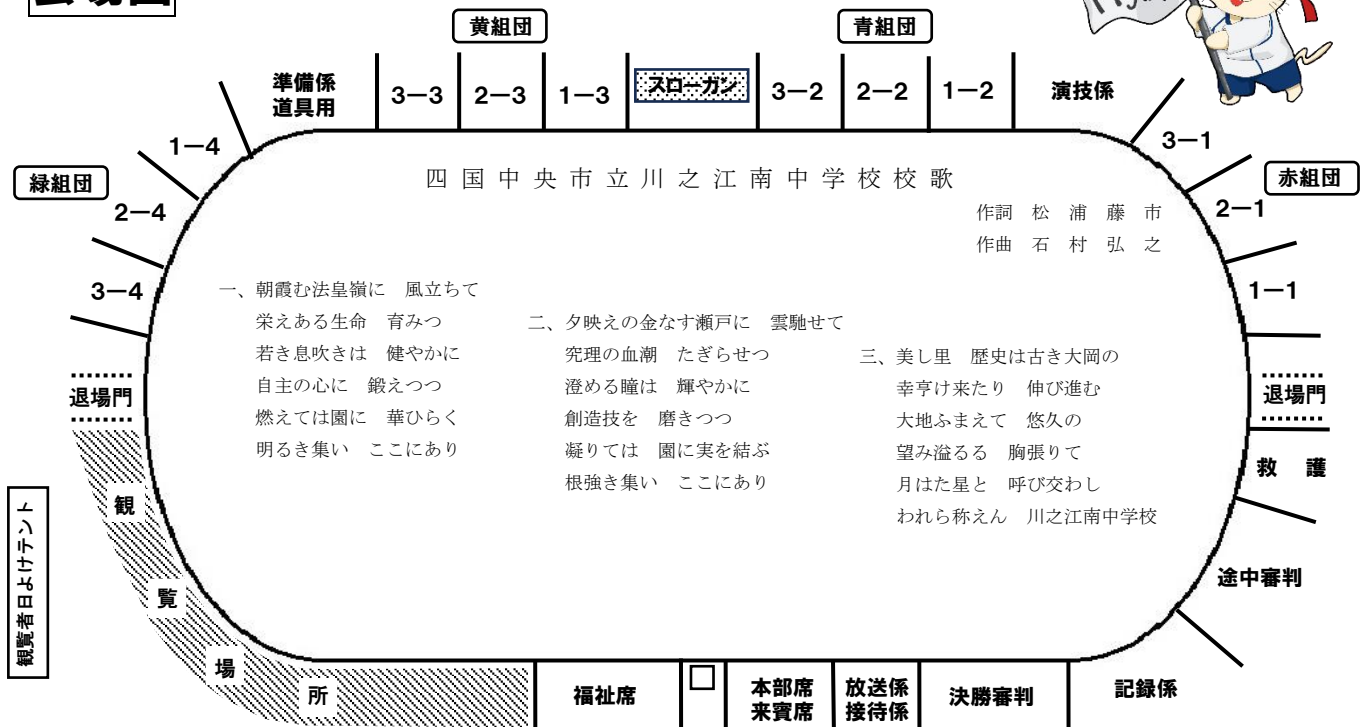 黄組団
青組団
準備係
道具用
3-3
2-3
1-3
スローガン
3-2
2-2
1-2
演技係
1-4
3-1
緑組団
赤組団
2-4
2-1
3-4
1-1
四国中央市立川之江南中学校校歌
作詞 松浦藤市
作曲 石村弘之
一、朝霞む法皇嶺に 風立ちて
栄えある生命 育みつ
若き息吹きは 健やかに
自主の心に 鍛えつつ
燃えては園に 華ひらく
明るき集い ここにあり
二、夕映えの金なす瀬戸に 雲馳せて
究理の血潮 たぎらせつ
澄める瞳は 輝やかに
創造技を 磨きつつ
凝りては 園に実を結ぶ
根強き集い ここにあり
三、美し里 歴史は古き大岡の
幸亨け来たり 伸び進む
大地ふまえて 悠久の
望み溢るる 胸張りて
月はた星と 呼び交わし
われら称えん 川之江南中学校
退場門
退場門
救 護
途中審判
観覧場所
観覧者日よけテント
福祉席
本部席
来賓席
放送係
接待係
決勝審判
記録係